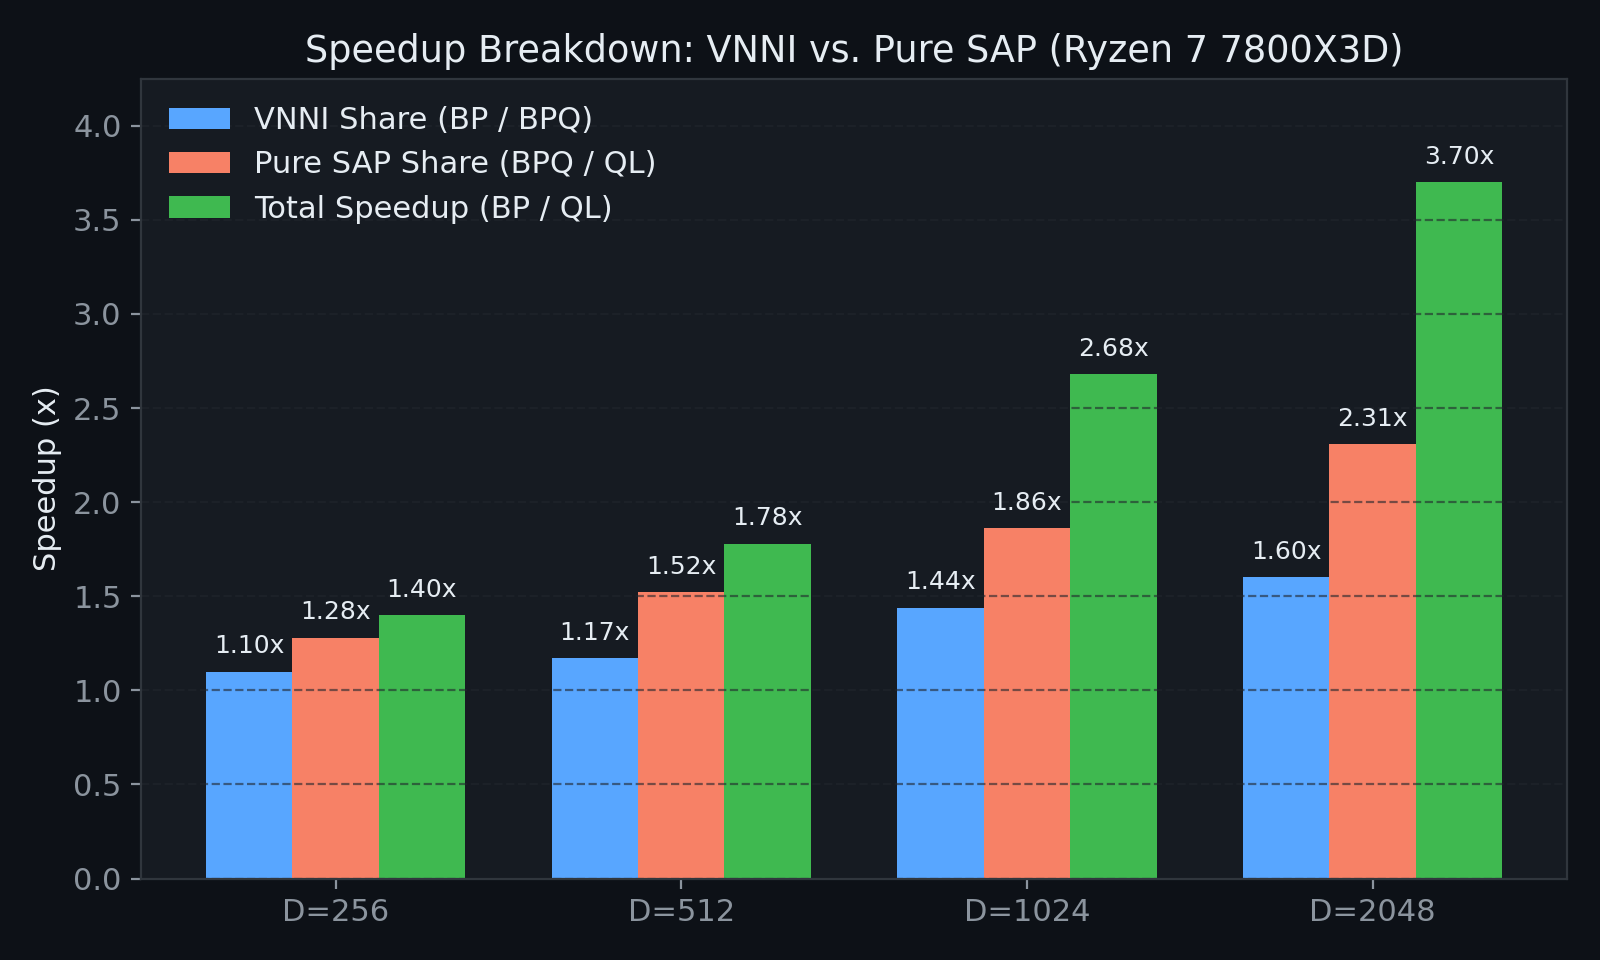 Speedup Breakdown: VNNI vs. Pure SAP (Ryzen 7 7800X3D)
VNNI Share (BP / BPQ)
Pure SAP Share (BPQ / QL)
Total Speedup (BP / QL)
Speedup (x)
4.0
3.5
3.0
2.5
2.0
1.5
1.0
0.5
0.0
1.10x
1.28x
1.40x
1.17x
1.52x
1.78x
1.44x
1.86x
2.68x
1.60x
2.31x
3.70x
D=256
D=512
D=1024
D=2048